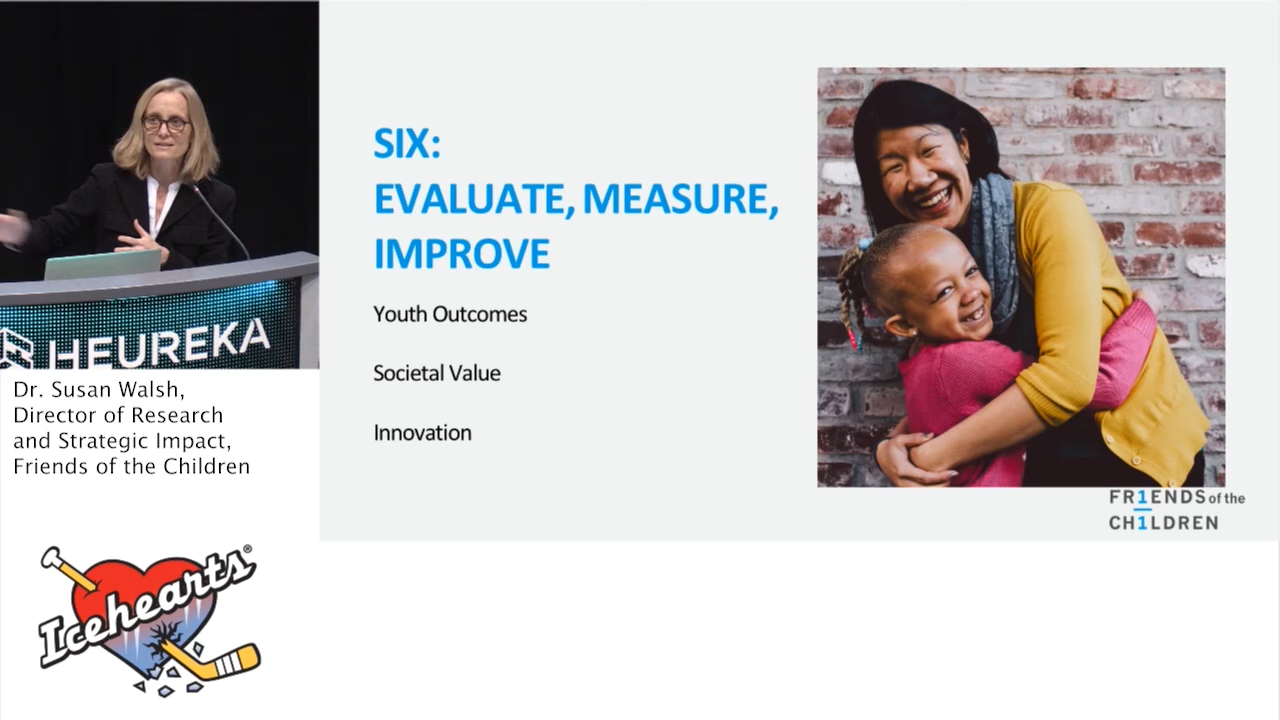 HEUREKA
Dr. Susan Walsh,
Director of Research
and Strategic Impact,
Friends of the Children
Icehearts®
SIX:
EVALUATE, MEASURE,
IMPROVE
Youth Outcomes
Societal Value
Innovation
FR1ENDS of the
CH1LDREN